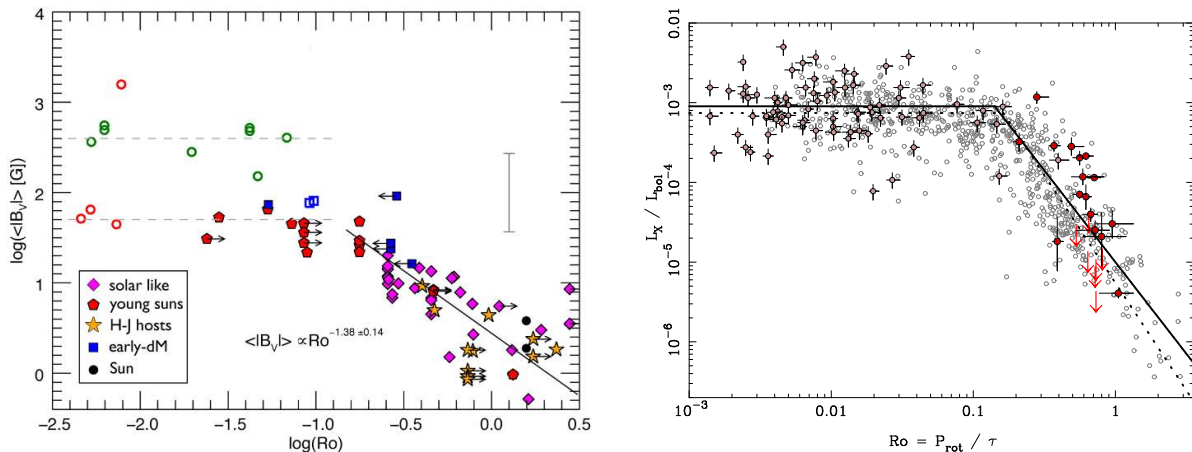 4
3
2
1
0
log(<|B_V|> [G])
solar like
young suns
H-J hosts
early-dM
Sun
<|B_V|> ∝Ro^-1.38 ±0.14
-2.5 -2.0 -1.5 -1.0 -0.5 0.0 0.5
log(Ro)
0.01
10^-3
10^-4
10^-5
10^-6
L_X / L_bol
10^-3 0.01 0.1 1
Ro = P_rot / τ